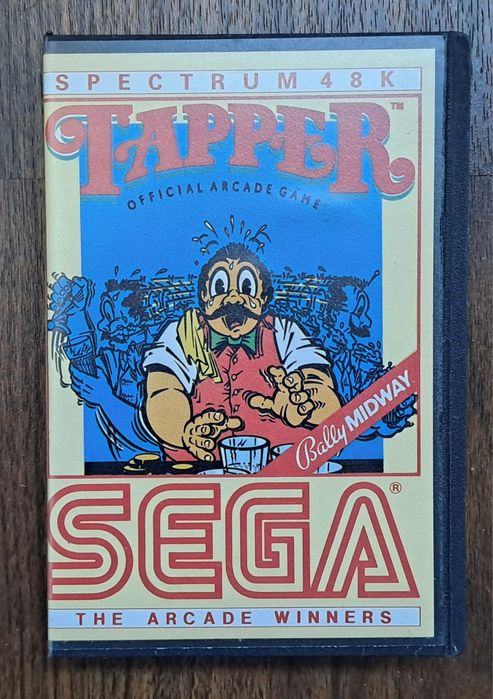 SPECTRUM 48K
TAPPER™
OFFICIAL ARCADE GAME
Bally MIDWAY
SEGA®
THE ARCADE WINNERS